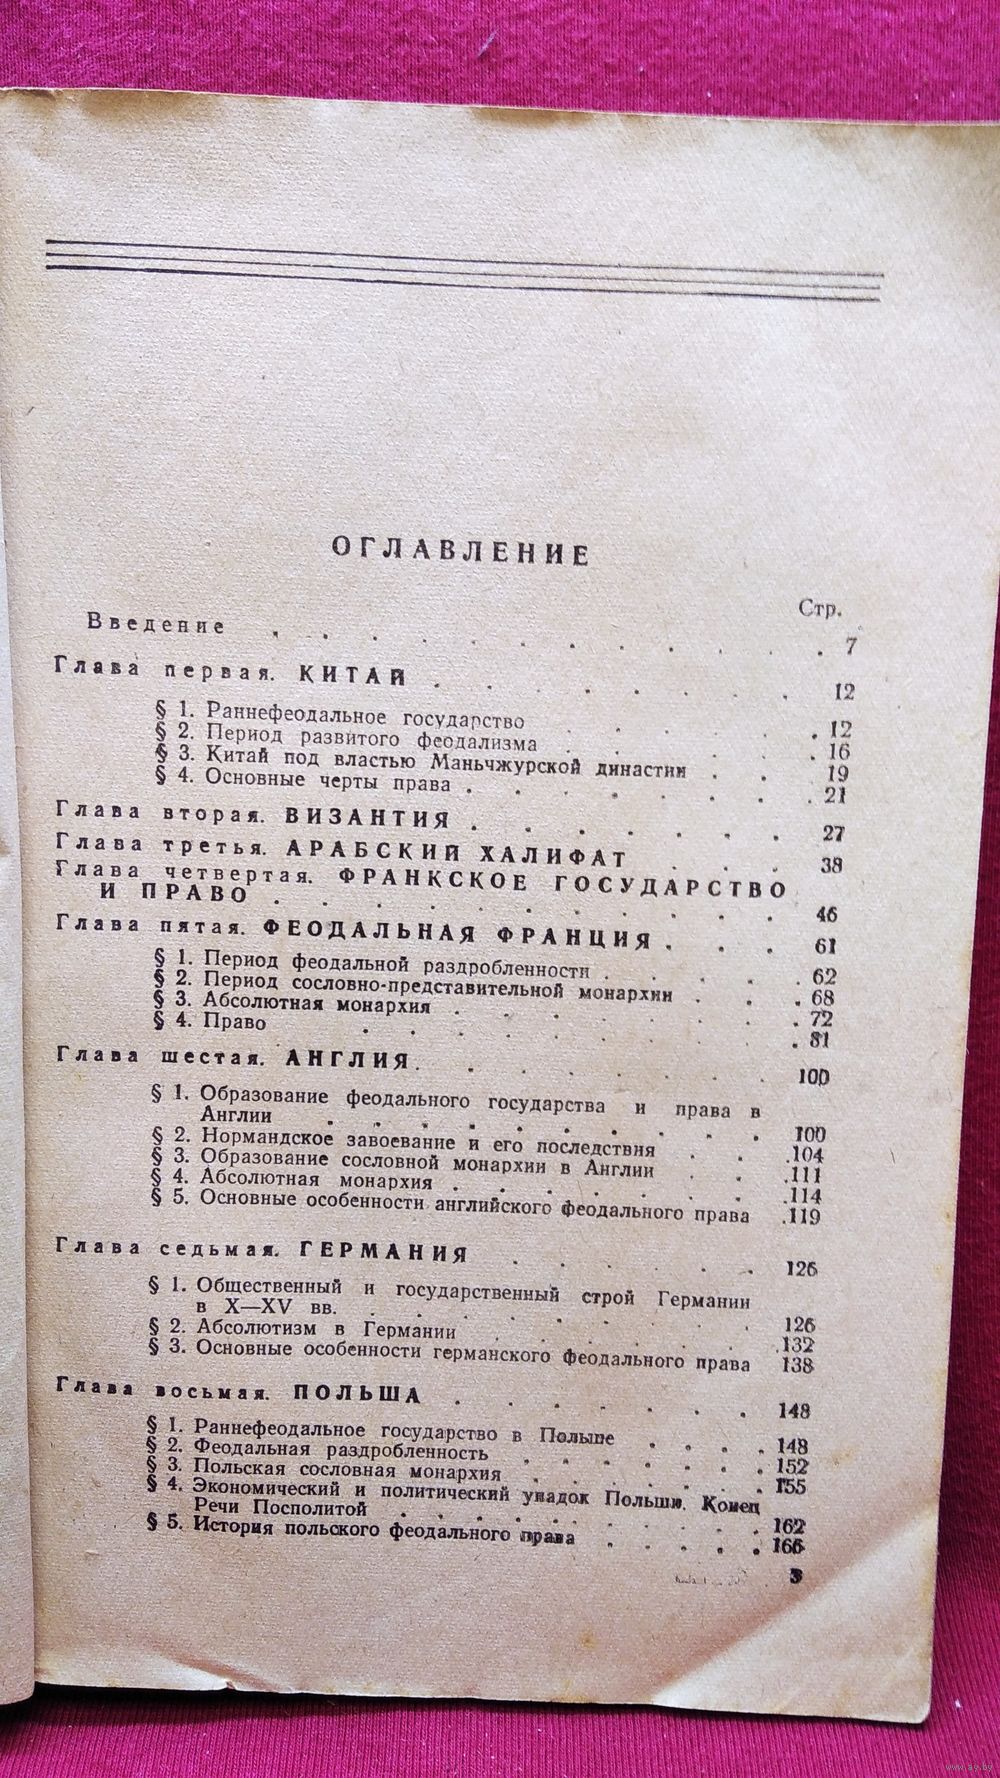 ОГЛАВЛЕНИЕ
Стр.
Введение . . . . . . . . . . . . 7
Глава первая. КИТАЙ . . . . . . . . 12
§ 1. Раннефеодальное государство . . . . . 12
§ 2. Период развитого феодализма . . . . . 16
§ 3. Китай под властью Маньчжурской династии . . 19
§ 4. Основные черты права . . . . . . . . 21
Глава вторая. ВИЗАНТИЯ . . . . . . . 27
Глава третья. АРАБСКИЙ ХАЛИФАТ . . . 38
Глава четвертая. ФРАНКСКОЕ ГОСУДАРСТВО
И ПРАВО . . . . . . . . . . . 46
Глава пятая. ФЕОДАЛЬНАЯ ФРАНЦИЯ . . . 61
§ 1. Период феодальной раздробленности . . . . . 62
§ 2. Период сословно-представительной монархии . . . 68
§ 3. Абсолютная монархия . . . . . . . . 72
§ 4. Право . . . . . . . . . . 81
Глава шестая. АНГЛИЯ . . . . . . . . 100
§ 1. Образование феодального государства и права в
Англии . . . . . . . . . . 100
§ 2. Нормандское завоевание и его последствия . . . 104
§ 3. Образование сословной монархии в Англии . . . 111
§ 4. Абсолютная монархия . . . . . . . . 114
§ 5. Основные особенности английского феодального права . 119
Глава седьмая. ГЕРМАНИЯ . . . . . . 126
§ 1. Общественный и государственный строй Германии
в X—XV вв. . . . . . . . . . 126
§ 2. Абсолютизм в Германии . . . . . . . 132
§ 3. Основные особенности германского феодального права 138
Глава восьмая. ПОЛЬША . . . . . . . 148
§ 1. Раннефеодальное государство в Польше . . . . 148
§ 2. Феодальная раздробленность . . . . . . 152
§ 3. Польская сословная монархия . . . . . . 155
§ 4. Экономический и политический упадок Польши. Конец
Речи Посполитой . . . . . . . . . 162
§ 5. История польского феодального права . . . . . 166
3
www.ay.by